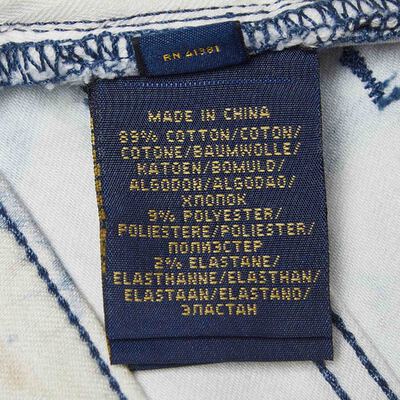 RN 41381
MADE IN CHINA
89% COTTON/COTON/
COTONE/BAUMWOLLE/
KATOEN/BOMULD/
ALGODON/ALGODAO/
ХЛОПОК
9% POLYESTER/
POLIESTERE/POLIESTER/
ПОЛИЭСТЕР
2% ELASTANE/
ELASTHANNE/ELASTHAN/
ELASTAAN/ELASTANO/
ЭЛАСТАН